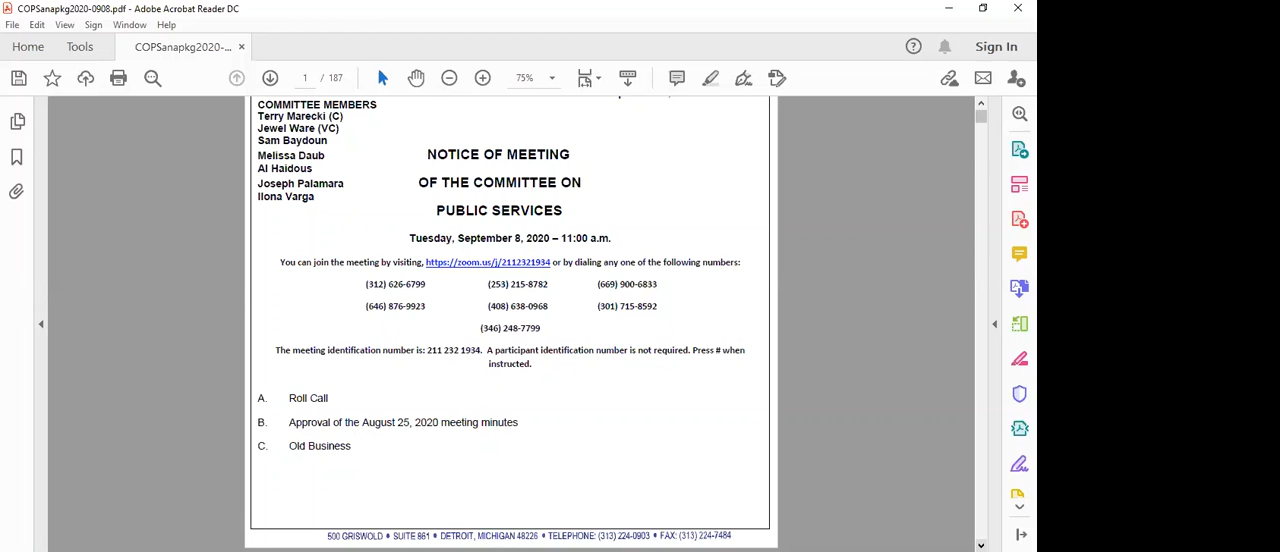 COPSanapkg2020-0908.pdf - Adobe Acrobat Reader DC
File Edit View Sign Window Help
Home Tools COPSanapkg2020-... × Sign In
1 / 187 75%
COMMITTEE MEMBERS
Terry Marecki (C)
Jewel Ware (VC)
Sam Baydoun
Melissa Daub
Al Haidous
Joseph Palamara
Ilona Varga
NOTICE OF MEETING
OF THE COMMITTEE ON
PUBLIC SERVICES
Tuesday, September 8, 2020 – 11:00 a.m.
You can join the meeting by visiting, https://zoom.us/j/2112321934 or by dialing any one of the following numbers:
(312) 626-6799 (253) 215-8782 (669) 900-6833
(646) 876-9923 (408) 638-0968 (301) 715-8592
(346) 248-7799
The meeting identification number is: 211 232 1934. A participant identification number is not required. Press # when
instructed.
A. Roll Call
B. Approval of the August 25, 2020 meeting minutes
C. Old Business
500 GRISWOLD • SUITE 861 • DETROIT, MICHIGAN 48226 • TELEPHONE: (313) 224-0903 • FAX: (313) 224-7484